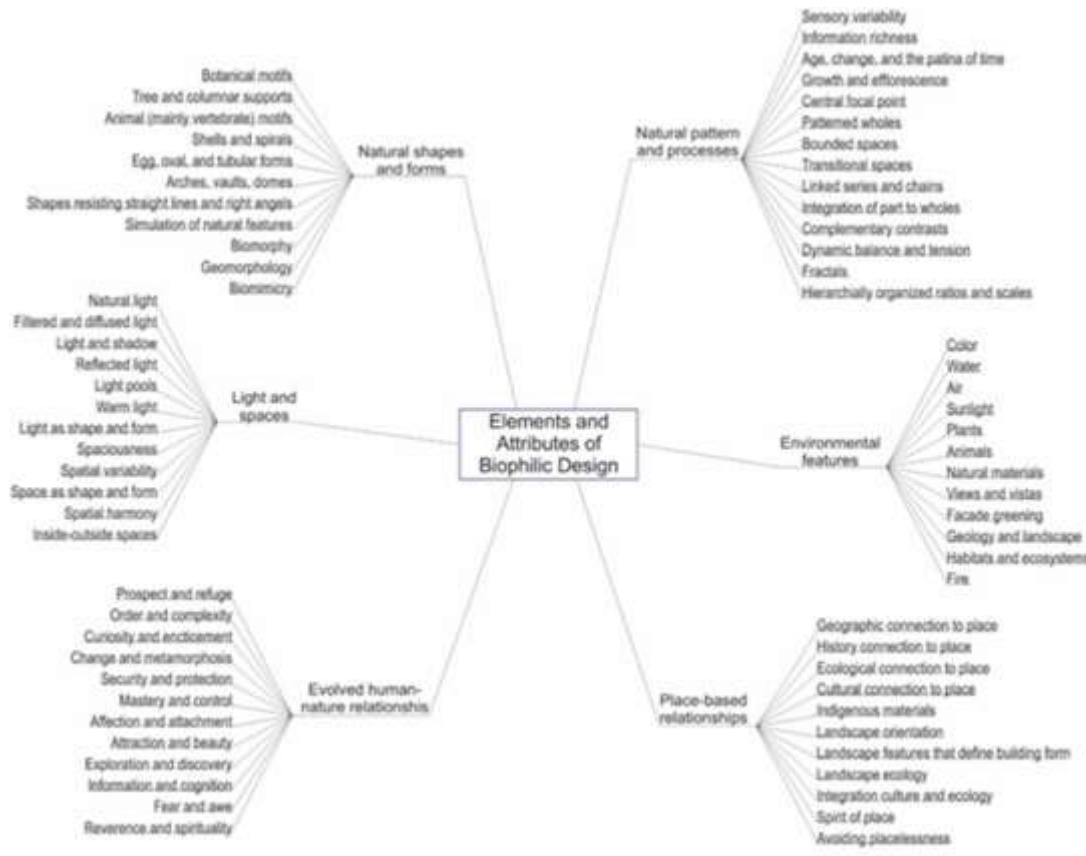 Elements and
Attributes of
Biophilic Design
Natural shapes
and forms
Botanical motifs
Tree and columnar supports
Animal (mainly vertebrate) motifs
Shells and spirals
Egg, oval, and tubular forms
Arches, vaults, domes
Shapes resisting straight lines and right angels
Simulation of natural features
Biomorphy
Geomorphology
Biomimicry
Light and
spaces
Natural light
Filtered and diffused light
Light and shadow
Reflected light
Light pools
Warm light
Light as shape and form
Spaciousness
Spatial variability
Space as shape and form
Spatial harmony
Inside-outside spaces
Evolved human-
nature relationshis
Prospect and refuge
Order and complexity
Curiosity and encticement
Change and metamorphosis
Security and protection
Mastery and control
Affection and attachment
Attraction and beauty
Exploration and discovery
Information and cognition
Fear and awe
Reverence and spirituality
Natural pattern
and processes
Sensory variability
Information richness
Age, change, and the patina of time
Growth and efflorescence
Central focal point
Patterned wholes
Bounded spaces
Transitional spaces
Linked series and chains
Integration of part to wholes
Complementary contrasts
Dynamic balance and tension
Fractals
Hierarchially organized ratios and scales
Environmental
features
Color
Water
Air
Sunlight
Plants
Animals
Natural materials
Views and vistas
Facade greening
Geology and landscape
Habitats and ecosystems
Fire
Place-based
relationships
Geographic connection to place
History connection to place
Ecological connection to place
Cultural connection to place
Indigenous materials
Landscape orientation
Landscape features that define building form
Landscape ecology
Integration culture and ecology
Spirit of place
Avoiding placelessness